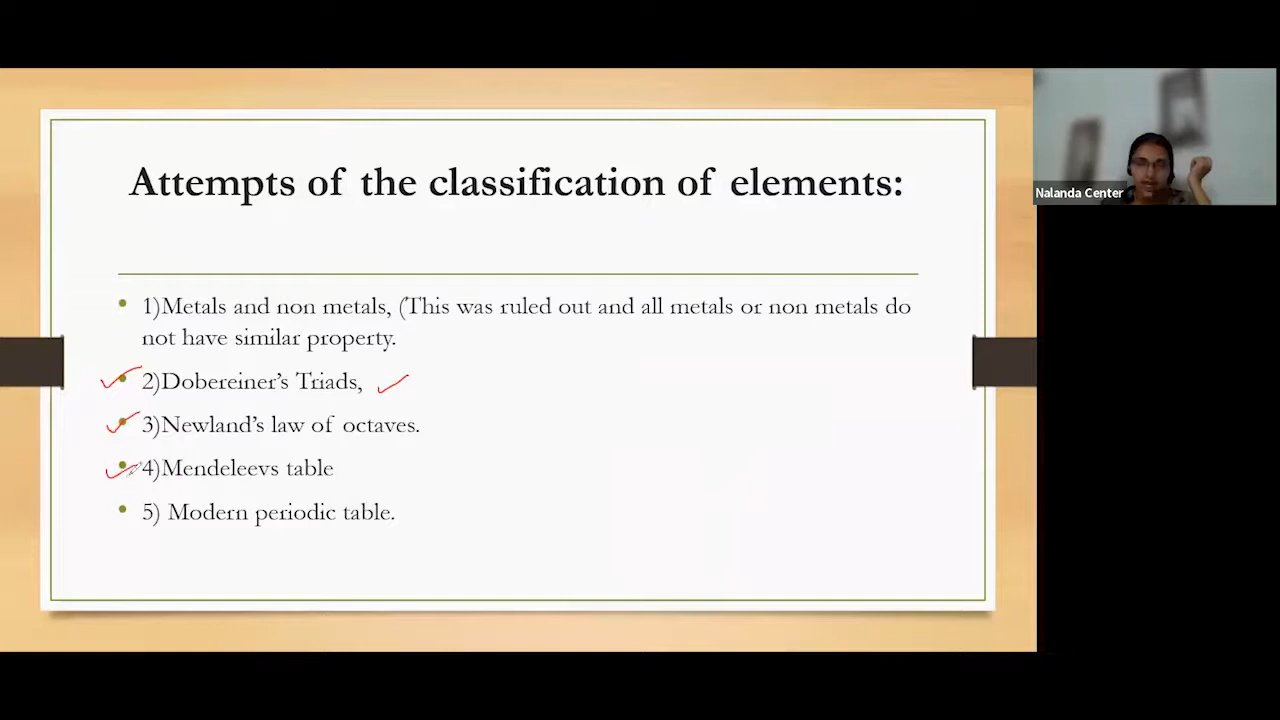 Attempts of the classification of elements:
Nalanda Center
1)Metals and non metals, (This was ruled out and all metals or non metals do
not have similar property.
2)Dobereiner's Triads,
3)Newland's law of octaves.
4)Mendeleevs table
5) Modern periodic table.